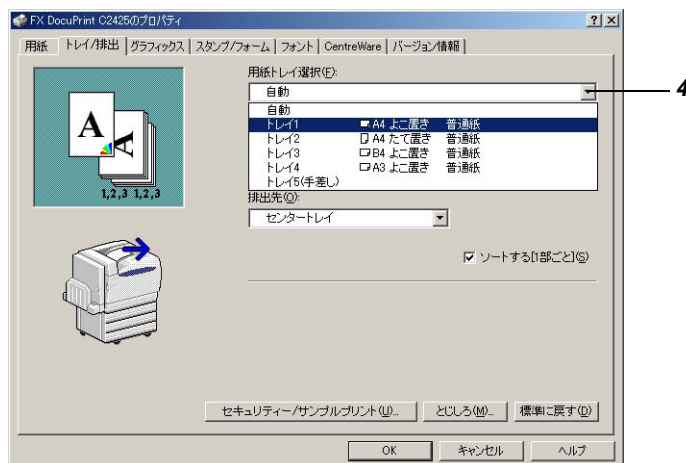 FX DocuPrint C2425のプロパティ
用紙 トレイ/排出 グラフィックス スタンプ/フォーム フォント CentreWare バージョン情報
用紙トレイ選択(F):
自動
4
自動
トレイ1 A4 よこ置き 普通紙
トレイ2 A4 たて置き 普通紙
トレイ3 B4 よこ置き 普通紙
トレイ4 A3 よこ置き 普通紙
トレイ5(手差し)
A A
1,2,3 1,2,3
排出先(O):
センタートレイ
ソートする[1部ごと](S)
セキュリティー/サンプルプリント(U)... とじしろ(M)... 標準に戻す(D)
OK キャンセル ヘルプ